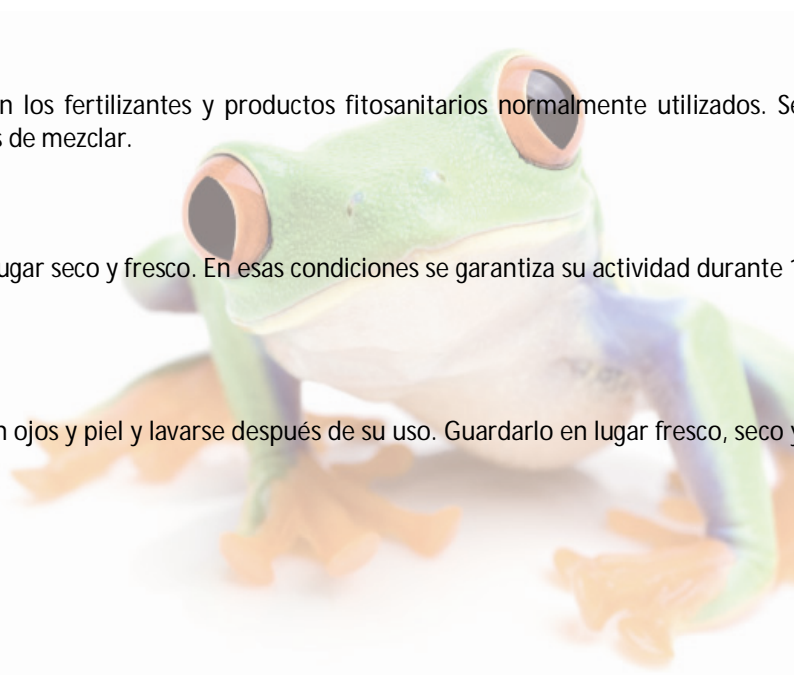 n los fertilizantes y productos fitosanitarios normalmente utilizados. Se
s de mezclar.
ugar seco y fresco. En esas condiciones se garantiza su actividad durante 1
n ojos y piel y lavarse después de su uso. Guardarlo en lugar fresco, seco y